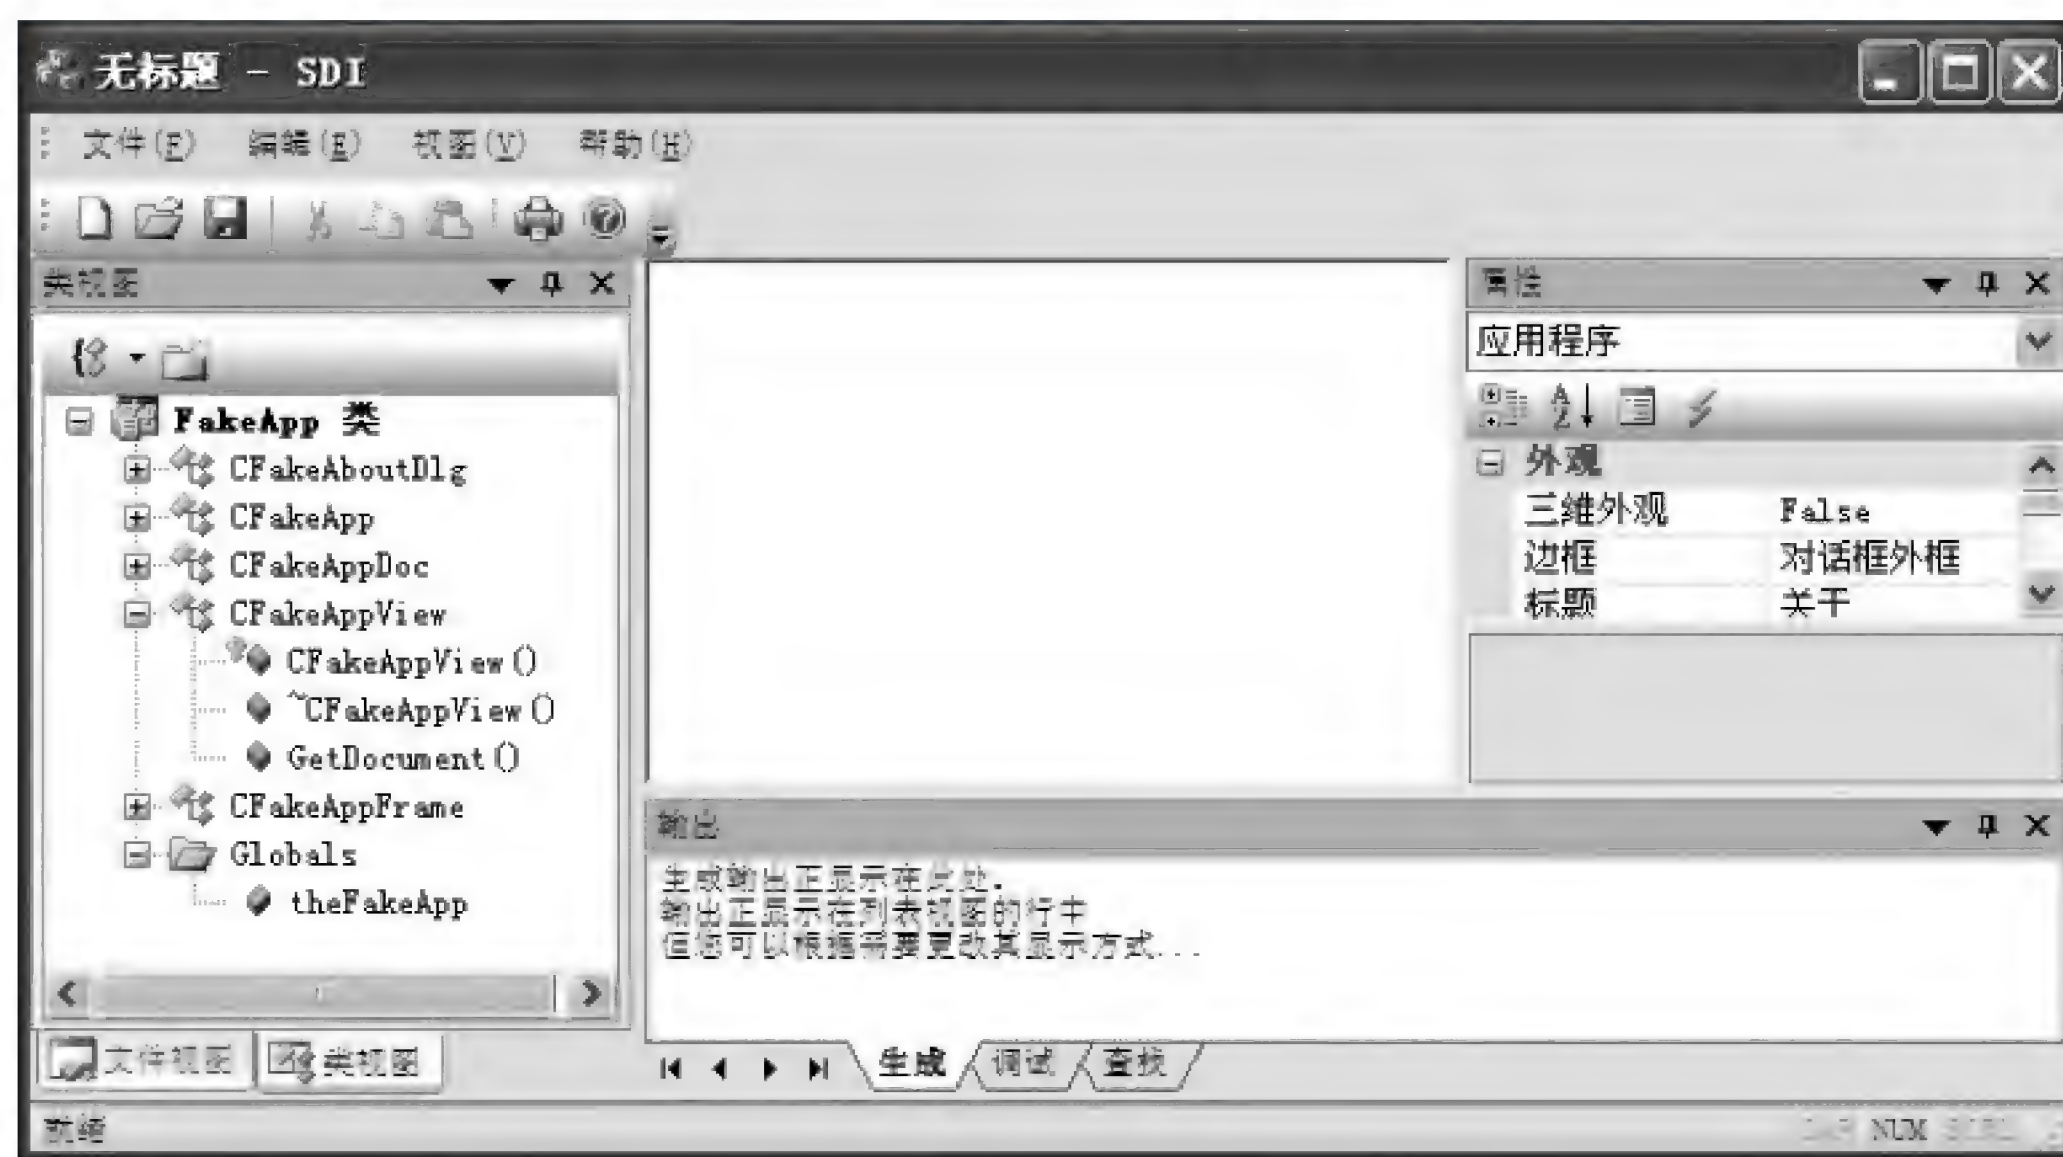 无标题 - SDI
文件(F) 编辑(E) 视图(V) 帮助(H)
类视图
FakeApp 类
CFakeAboutDlg
CFakeApp
CFakeAppDoc
CFakeAppView
CFakeAppView()
~CFakeAppView()
GetDocument()
CFakeAppFrame
Globals
theFakeApp
文件视图 类视图
属性
应用程序
外观
三维外观 False
边框 对话框外框
标题 关于
输出
生成输出正显示在此处.
输出正显示在列表视图的行中
但您可以根据需要更改其显示方式...
生成 调试 查找
就绪
NUM